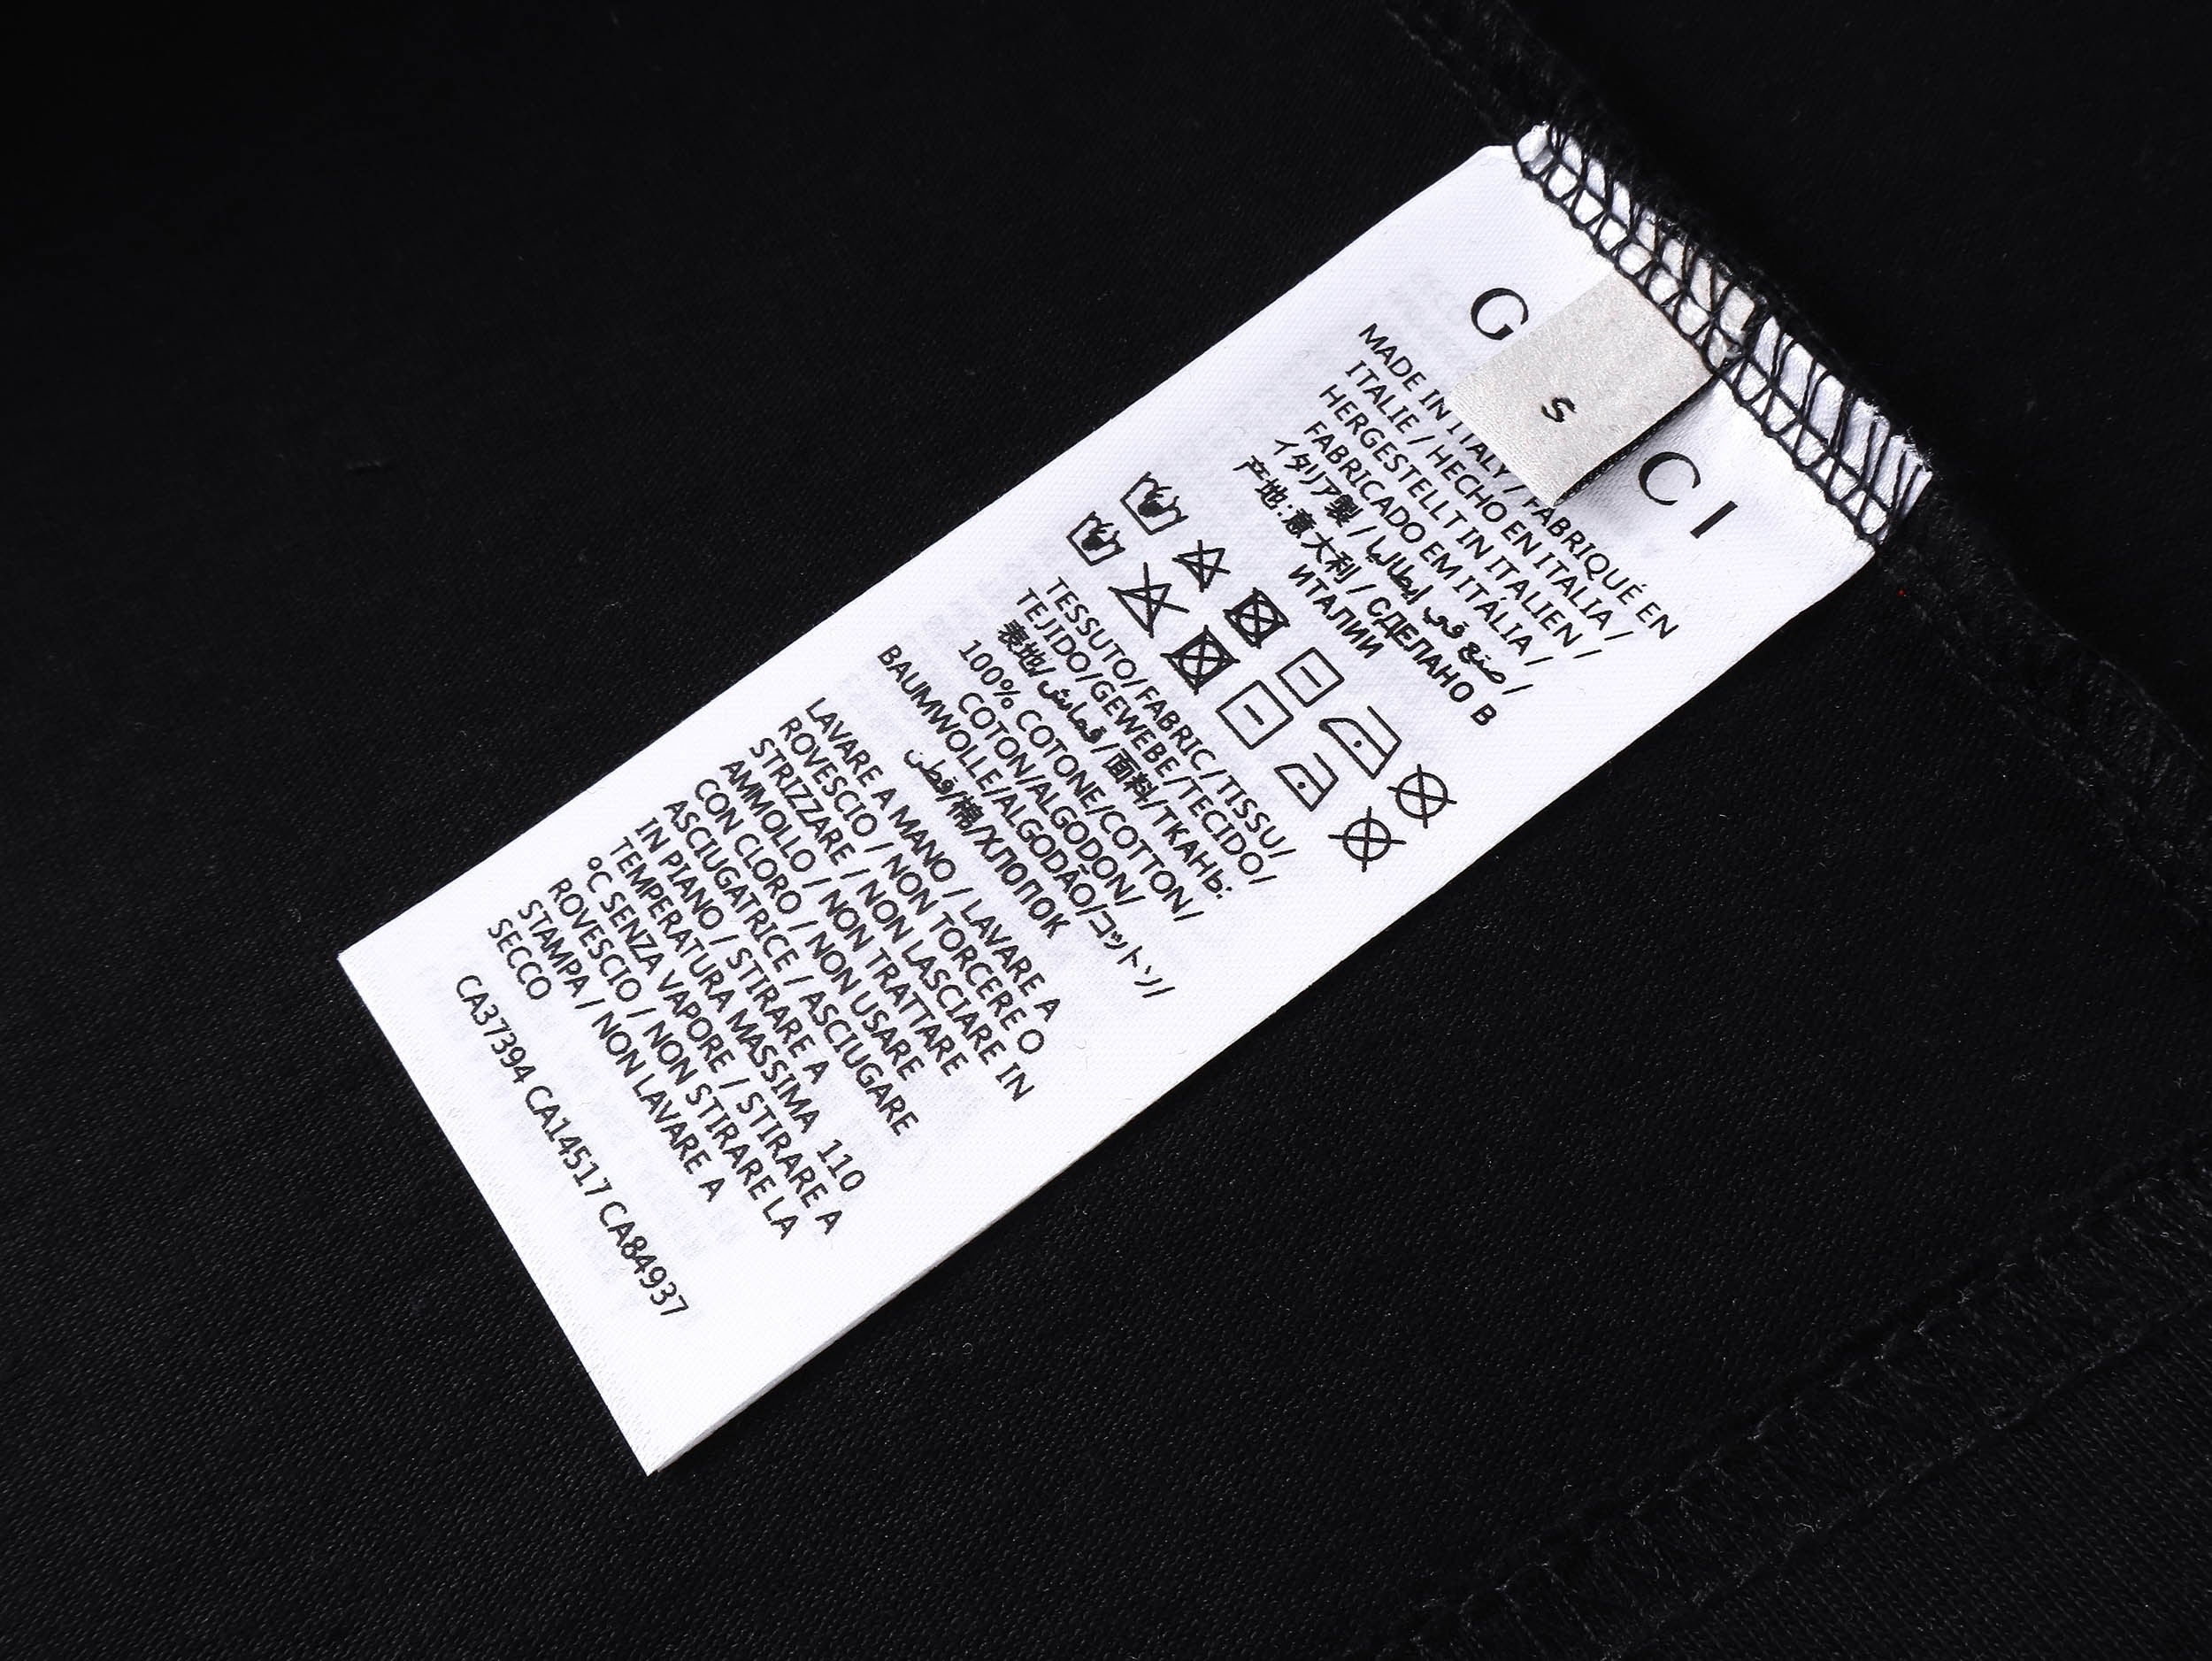 G CI
S
MADE IN ITALY / FABRIQUÉ EN
ITALIE / HECHO EN ITALIA /
HERGESTELLT IN ITALIEN /
FABRICADO EM ITÁLIA /
イタリア製 / صنع في إيطاليا /
产地:意大利 / СДЕЛАНО В
ИТАЛИИ
TESSUTO/FABRIC/TISSU/
TEJIDO/GEWEBE/TECIDO/
表地/قماش/面料/ТКАНЬ:
100% COTONE/COTTON/
COTON/ALGODON/
BAUMWOLLE/ALGODÃO/コットン/
قطن/棉/ХЛОПОК
LAVARE A MANO / LAVARE A
ROVESCIO / NON TORCERE O
STRIZZARE / NON LASCIARE IN
AMMOLLO / NON TRATTARE
CON CLORO / NON USARE
ASCIUGATRICE / ASCIUGARE
IN PIANO / STIRARE A
TEMPERATURA MASSIMA 110
°C SENZA VAPORE / STIRARE A
ROVESCIO / NON STIRARE LA
STAMPA / NON LAVARE A
SECCO
CA37394 CA14517 CA84937